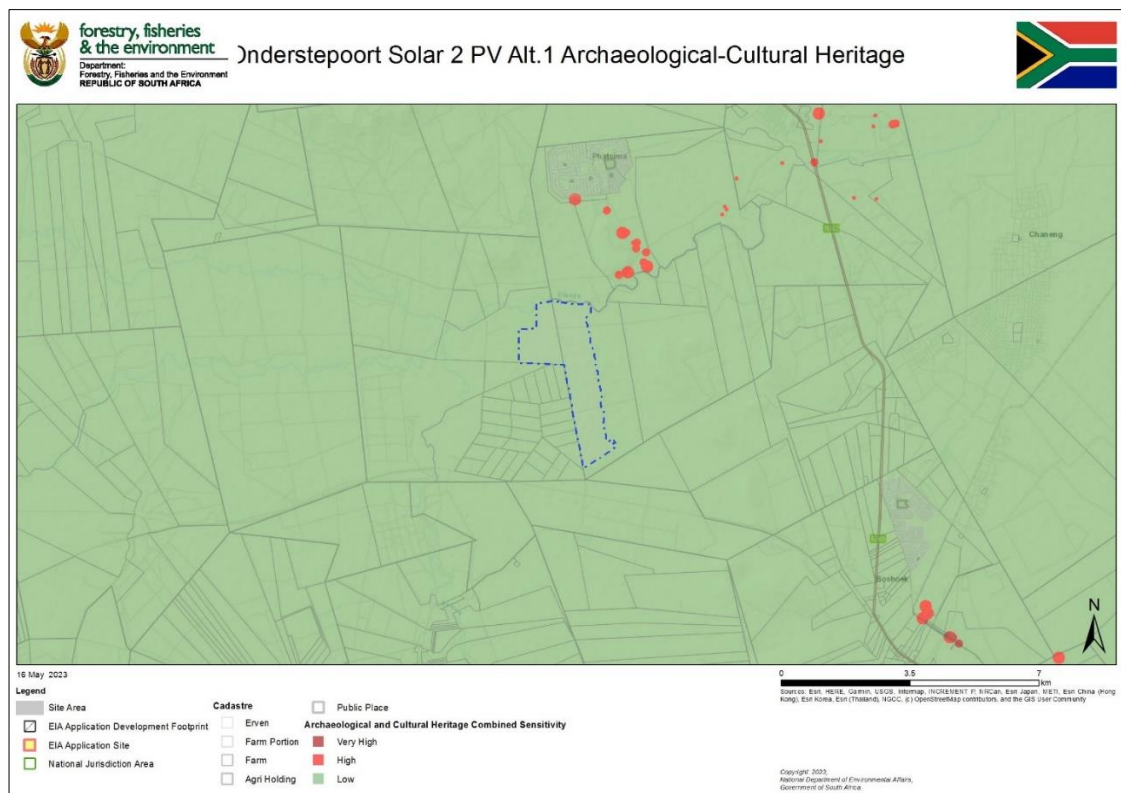 forestry, fisheries
& the environment
Department:
Forestry, Fisheries and the Environment
REPUBLIC OF SOUTH AFRICA
Onderstepoort Solar 2 PV Alt.1 Archaeological-Cultural Heritage
Phatsima
Chaneng
Boshoek
N
16 May 2023
Legend
Site Area
EIA Application Development Footprint
EIA Application Site
National Jurisdiction Area
Cadastre
Erven
Farm Portion
Farm
Agri Holding
Public Place
Archaeological and Cultural Heritage Combined Sensitivity
Very High
High
Low
0 3.5 7
km
Sources: Esri, HERE, Garmin, USGS, Intermap, INCREMENT P, NRCan, Esri Japan, METI, Esri China (Hong
Kong), Esri Korea, Esri (Thailand), NGCC, (c) OpenStreetMap contributors, and the GIS User Community
Copyright: 2023,
National Department of Environmental Affairs,
Government of South Africa.